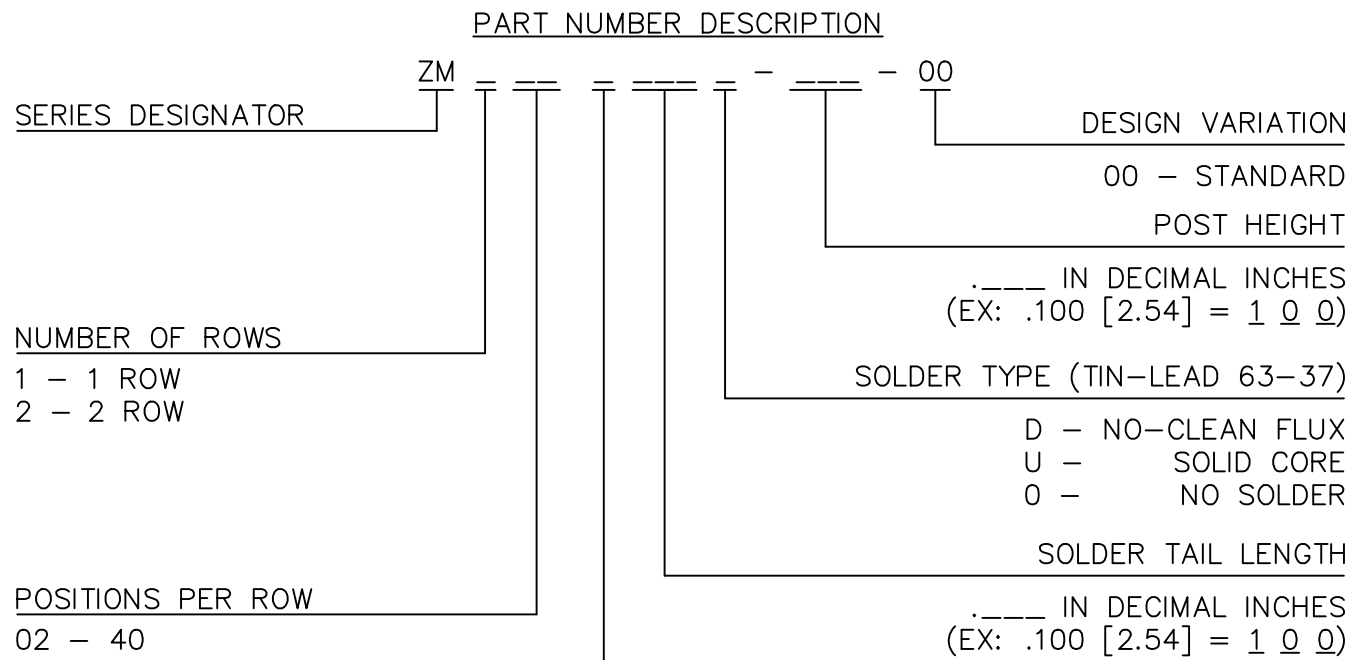 PART NUMBER DESCRIPTION
ZM _ __ _ ___ _ - ___ - 00
SERIES DESIGNATOR
DESIGN VARIATION
00 - STANDARD
POST HEIGHT
.___ IN DECIMAL INCHES
(EX: .100 [2.54] = 1 0 0)
NUMBER OF ROWS
1 - 1 ROW
2 - 2 ROW
SOLDER TYPE (TIN-LEAD 63-37)
D - NO-CLEAN FLUX
U - SOLID CORE
0 - NO SOLDER
SOLDER TAIL LENGTH
.___ IN DECIMAL INCHES
(EX: .100 [2.54] = 1 0 0)
POSITIONS PER ROW
02 - 40